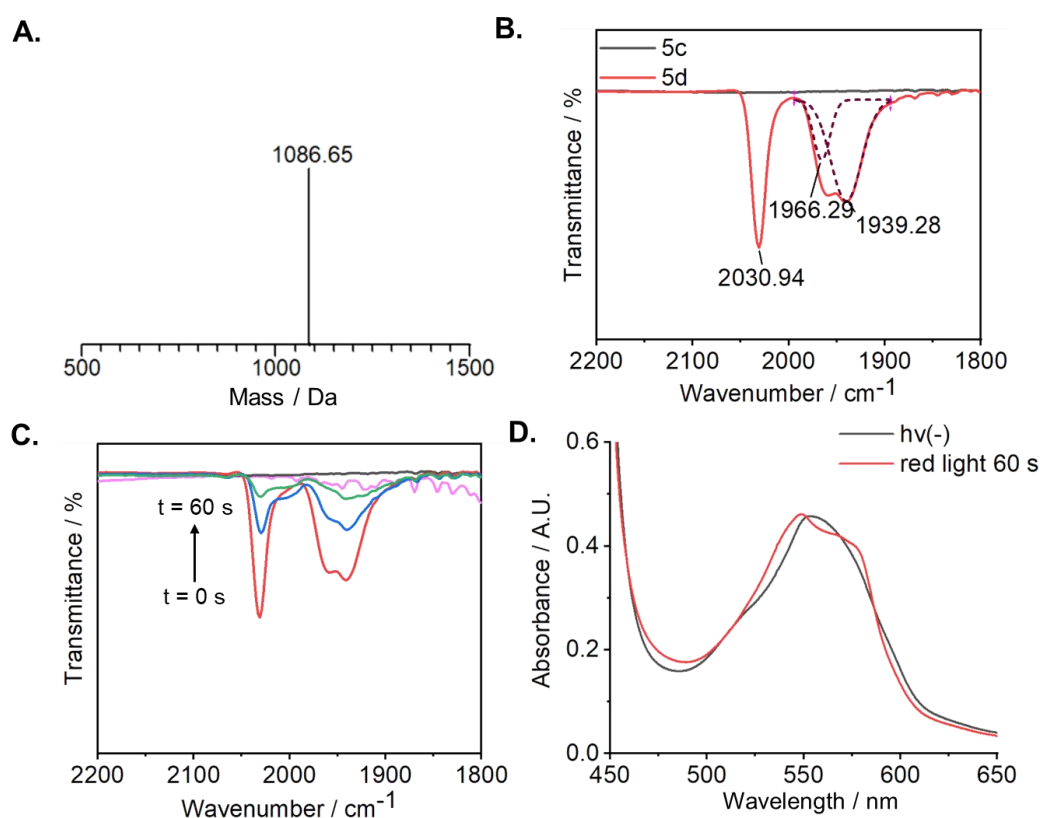 A.
1086.65
500
1000
1500
Mass / Da
B.
5c
5d
1966.29
1939.28
2030.94
Transmittance / %
2200
2100
2000
1900
1800
Wavenumber / cm-1
C.
t = 60 s
t = 0 s
Transmittance / %
2200
2100
2000
1900
1800
Wavenumber / cm-1
D.
hv(-)
red light 60 s
0.6
0.4
0.2
0.0
Absorbance / A.U.
450
500
550
600
650
Wavelength / nm